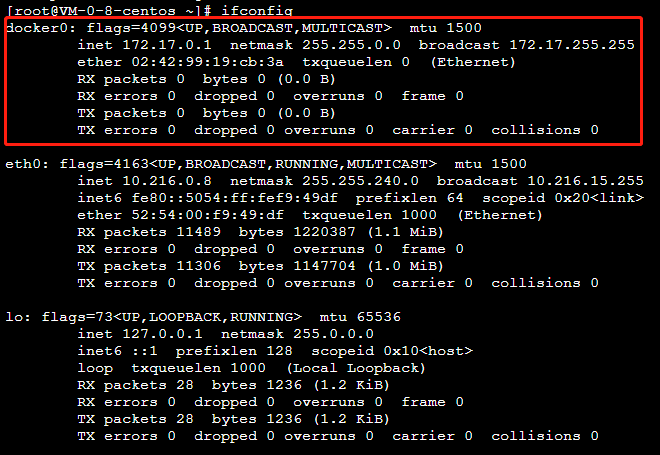 [root@VM-0-8-centos ~]# ifconfig
docker0: flags=4099<UP,BROADCAST,MULTICAST>  mtu 1500
        inet 172.17.0.1  netmask 255.255.0.0  broadcast 172.17.255.255
        ether 02:42:99:19:cb:3a  txqueuelen 0  (Ethernet)
        RX packets 0  bytes 0 (0.0 B)
        RX errors 0  dropped 0  overruns 0  frame 0
        TX packets 0  bytes 0 (0.0 B)
        TX errors 0  dropped 0 overruns 0  carrier 0  collisions 0
eth0: flags=4163<UP,BROADCAST,RUNNING,MULTICAST>  mtu 1500
        inet 10.216.0.8  netmask 255.255.240.0  broadcast 10.216.15.255
        inet6 fe80::5054:ff:fef9:49df  prefixlen 64  scopeid 0x20<link>
        ether 52:54:00:f9:49:df  txqueuelen 1000  (Ethernet)
        RX packets 11489  bytes 1220387 (1.1 MiB)
        RX errors 0  dropped 0  overruns 0  frame 0
        TX packets 11306  bytes 1147704 (1.0 MiB)
        TX errors 0  dropped 0 overruns 0  carrier 0  collisions 0
lo: flags=73<UP,LOOPBACK,RUNNING>  mtu 65536
        inet 127.0.0.1  netmask 255.0.0.0
        inet6 ::1  prefixlen 128  scopeid 0x10<host>
        loop  txqueuelen 1000  (Local Loopback)
        RX packets 28  bytes 1236 (1.2 KiB)
        RX errors 0  dropped 0  overruns 0  frame 0
        TX packets 28  bytes 1236 (1.2 KiB)
        TX errors 0  dropped 0 overruns 0  carrier 0  collisions 0